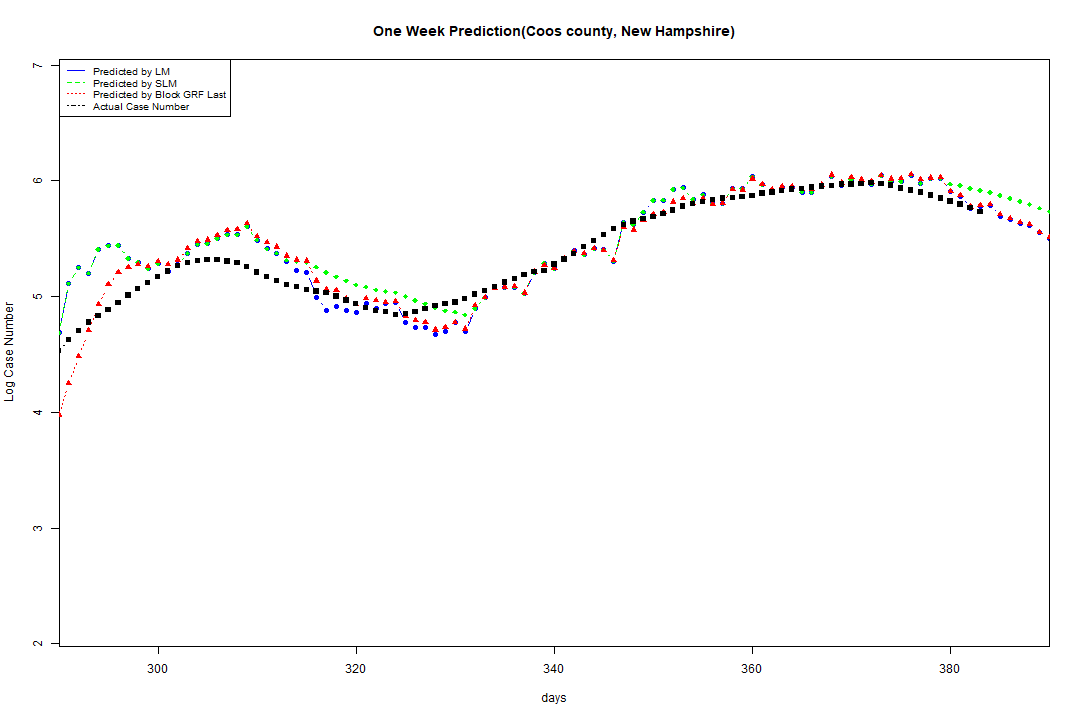 One Week Prediction(Coos county, New Hampshire)
Predicted by LM
Predicted by SLM
Predicted by Block GRF Last
Actual Case Number
7
6
5
4
3
2
Log Case Number
300 320 340 360 380
days